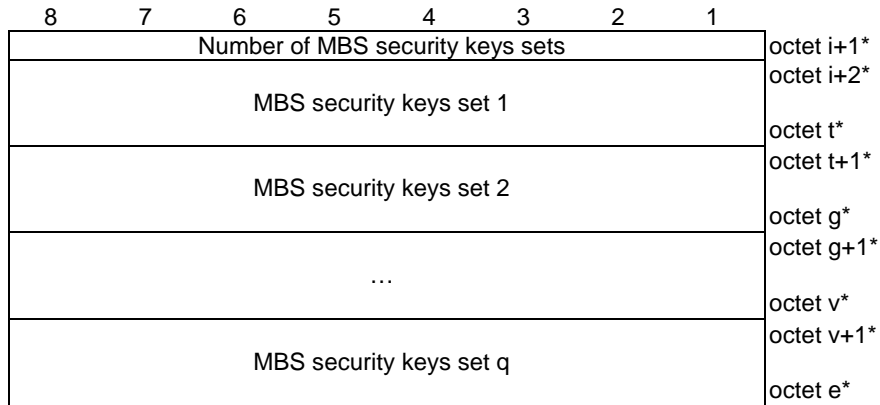 8 7 6 5 4 3 2 1
Number of MBS security keys sets octet i+1*
octet i+2*
MBS security keys set 1
octet t*
octet t+1*
MBS security keys set 2
octet g*
octet g+1*
…
octet v*
octet v+1*
MBS security keys set q
octet e*